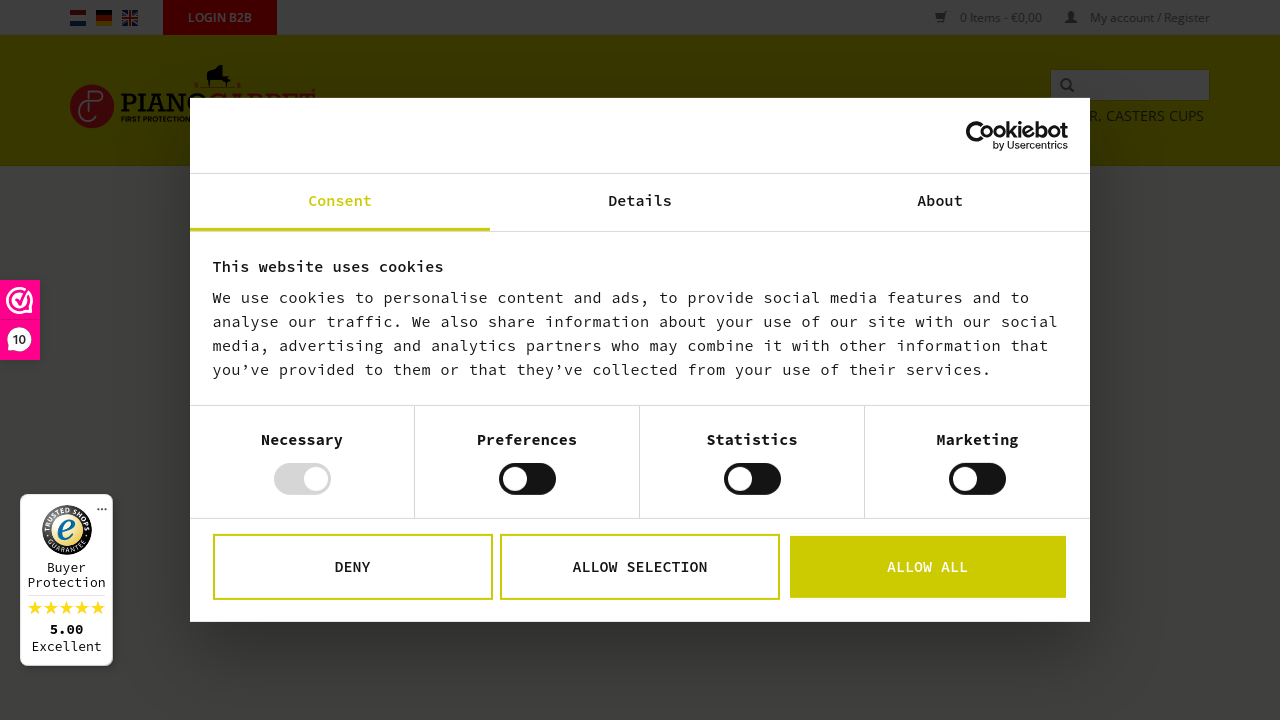 LOGIN B2B
0 Items - €0,00
My account / Register
PIANO CARPET
FIRST PROTECTION
R, CASTERS CUPS
Cookiebot
by Usercentrics
Consent
Details
About
This website uses cookies
We use cookies to personalise content and ads, to provide social media features and to
analyse our traffic. We also share information about your use of our site with our social
media, advertising and analytics partners who may combine it with other information that
you’ve provided to them or that they’ve collected from your use of their services.
Necessary
Preferences
Statistics
Marketing
DENY
ALLOW SELECTION
ALLOW ALL
10
TRUSTED SHOPS
GUARANTEE
Buyer
Protection
5.00
Excellent